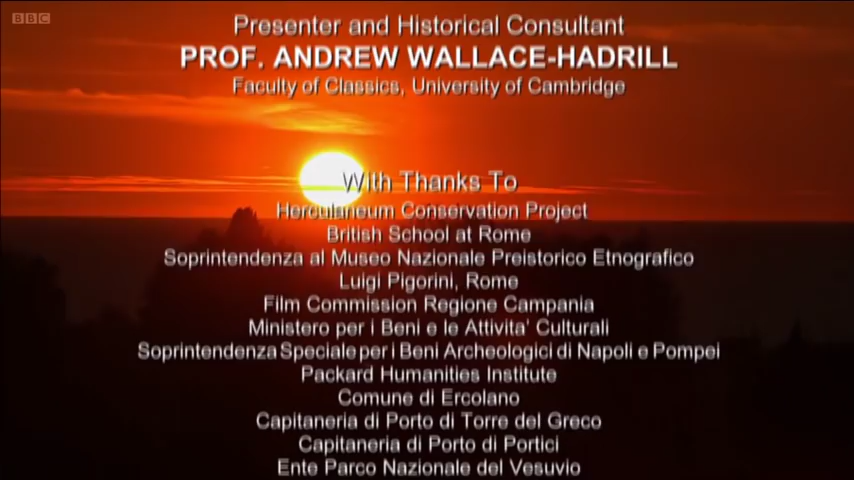 BBC
Presenter and Historical Consultant
PROF. ANDREW WALLACE-HADRILL
Faculty of Classics, University of Cambridge
With Thanks To
Herculaneum Conservation Project
British School at Rome
Soprintendenza al Museo Nazionale Preistorico Etnografico
Luigi Pigorini, Rome
Film Commission Regione Campania
Ministero per i Beni e le Attivita' Culturali
Soprintendenza Speciale per i Beni Archeologici di Napoli e Pompei
Packard Humanities Institute
Comune di Ercolano
Capitaneria di Porto di Torre del Greco
Capitaneria di Porto di Portici
Ente Parco Nazionale del Vesuvio